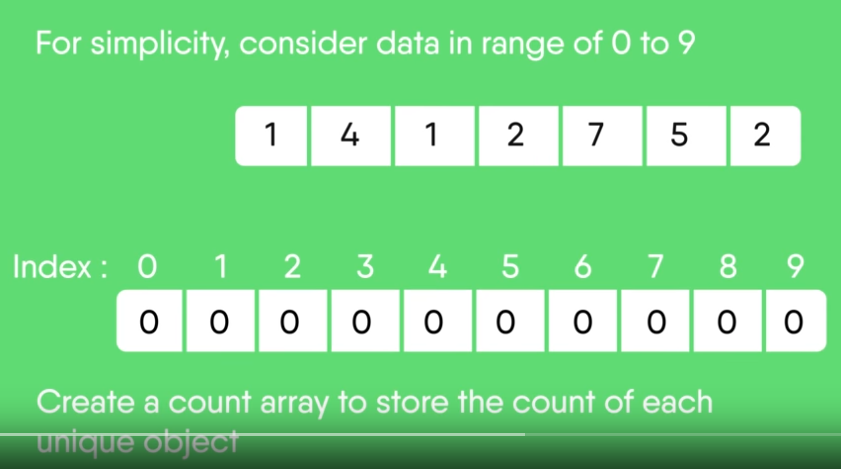 For simplicity, consider data in range of 0 to 9
1 4 1 2 7 5 2
Index : 0 1 2 3 4 5 6 7 8 9
0 0 0 0 0 0 0 0 0 0
Create a count array to store the count of each
unique object